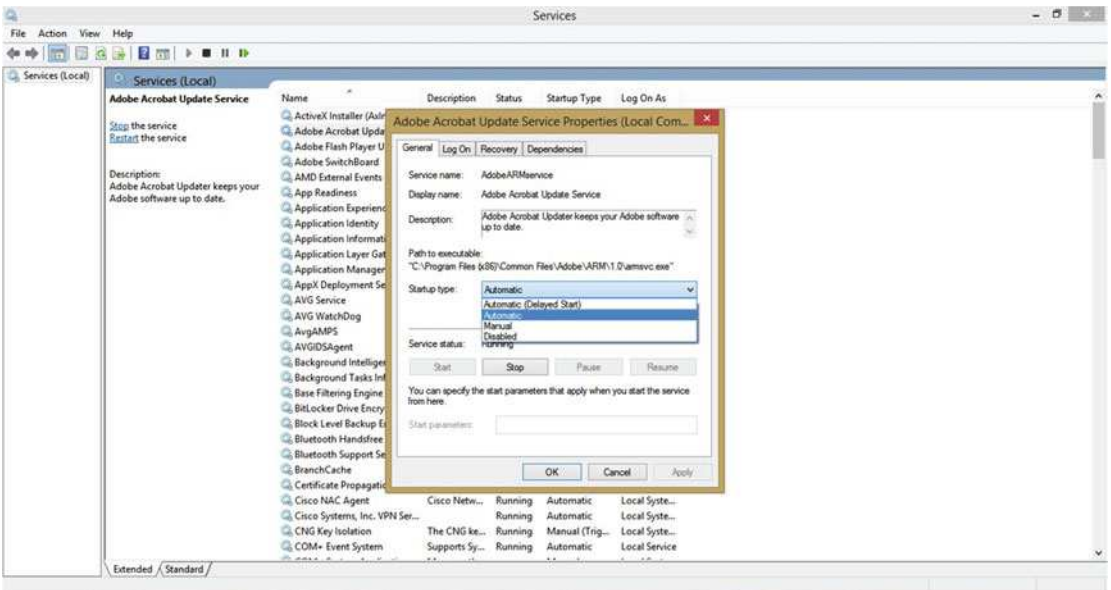 Services
File Action View Help
Services (Local)
Services (Local)
Adobe Acrobat Update Service
Stop the service
Restart the service
Description:
Adobe Acrobat Updater keeps your
Adobe software up to date.
Name Description Status Startup Type Log On As
ActiveX Installer (AxIn
Adobe Acrobat Upda
Adobe Flash Player U
Adobe SwitchBoard
AMD External Events
App Readiness
Application Experienc
Application Identity
Application Informati
Application Layer Gat
Application Manager
AppX Deployment Se
AVG Service
AVG WatchDog
AvgAMPS
AVGIDSAgent
Background Intelliger
Background Tasks Inf
Base Filtering Engine
BitLocker Drive Encry
Block Level Backup E
Bluetooth Handsfree
Bluetooth Support Se
BranchCache
Certificate Propagatic
Cisco NAC Agent Cisco Netw... Running Automatic Local Syste...
Cisco Systems, Inc. VPN Ser... Running Automatic Local Syste...
CNG Key Isolation The CNG ke... Running Manual (Trig... Local Syste...
COM+ Event System Supports Sy... Running Automatic Local Service
Adobe Acrobat Update Service Properties (Local Com...
General Log On Recovery Dependencies
Service name: AdobeARMservice
Display name: Adobe Acrobat Update Service
Description: Adobe Acrobat Updater keeps your Adobe software
up to date.
Path to executable:
"C:\Program Files (x86)\Common Files\Adobe\ARM\1.0\armsvc.exe"
Startup type: Automatic
Automatic (Delayed Start)
Automatic
Manual
Disabled
Service status: Running
Start Stop Pause Resume
You can specify the start parameters that apply when you start the service
from here.
Start parameters:
OK Cancel Apply
Extended Standard